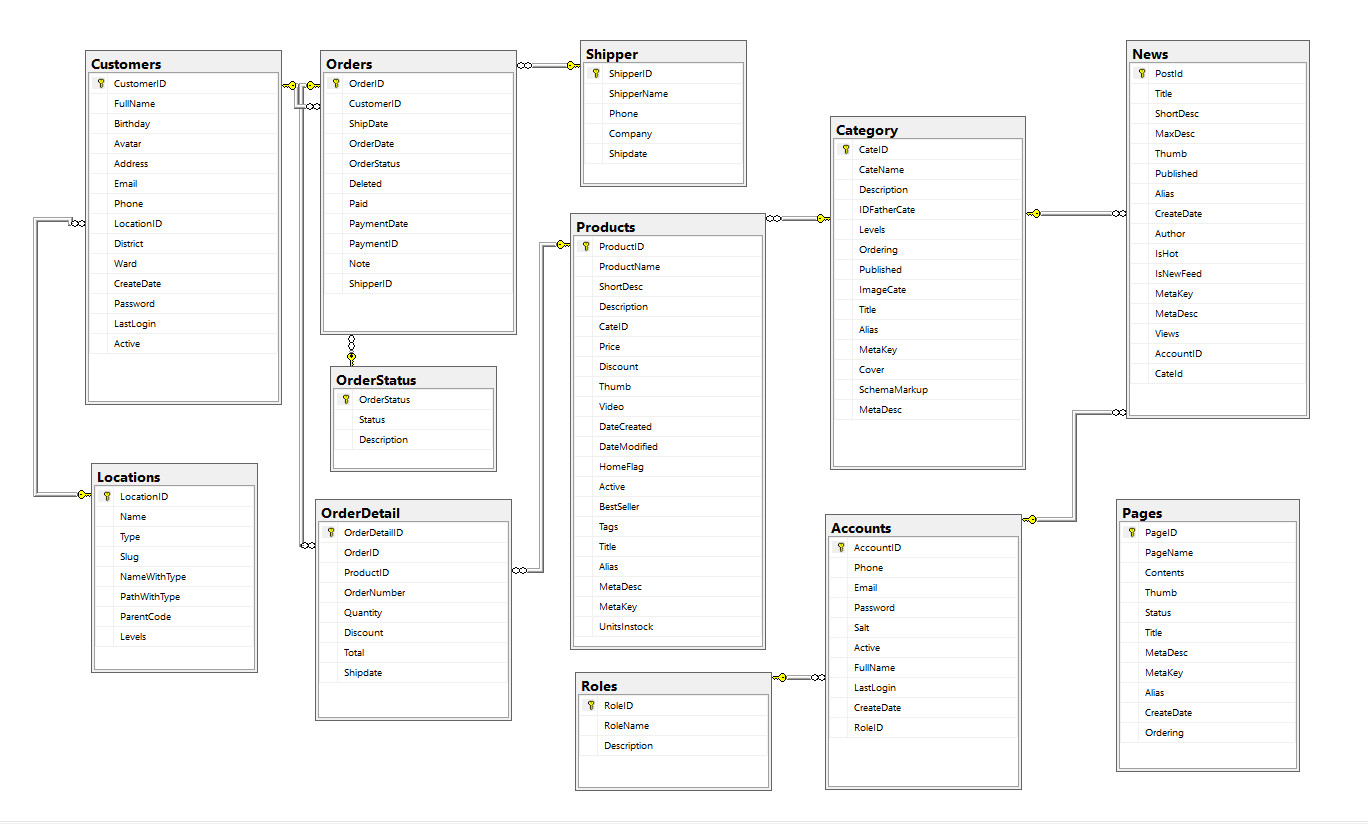 Customers
CustomerID
FullName
Birthday
Avatar
Address
Email
Phone
LocationID
District
Ward
CreateDate
Password
LastLogin
Active
Orders
OrderID
CustomerID
ShipDate
OrderDate
OrderStatus
Deleted
Paid
PaymentDate
PaymentID
Note
ShipperID
Shipper
ShipperID
ShipperName
Phone
Company
Shipdate
Category
CateID
CateName
Description
IDFatherCate
Levels
Ordering
Published
ImageCate
Title
Alias
MetaKey
Cover
SchemaMarkup
MetaDesc
News
PostId
Title
ShortDesc
MaxDesc
Thumb
Published
Alias
CreateDate
Author
IsHot
IsNewFeed
MetaKey
MetaDesc
Views
AccountID
CateId
Products
ProductID
ProductName
ShortDesc
Description
CateID
Price
Discount
Thumb
Video
DateCreated
DateModified
HomeFlag
Active
BestSeller
Tags
Title
Alias
MetaDesc
MetaKey
UnitsInstock
OrderStatus
OrderStatus
Status
Description
Locations
LocationID
Name
Type
Slug
NameWithType
PathWithType
ParentCode
Levels
OrderDetail
OrderDetailID
OrderID
ProductID
OrderNumber
Quantity
Discount
Total
Shipdate
Accounts
AccountID
Phone
Email
Password
Salt
Active
FullName
LastLogin
CreateDate
RoleID
Pages
PageID
PageName
Contents
Thumb
Status
Title
MetaDesc
MetaKey
Alias
CreateDate
Ordering
Roles
RoleID
RoleName
Description